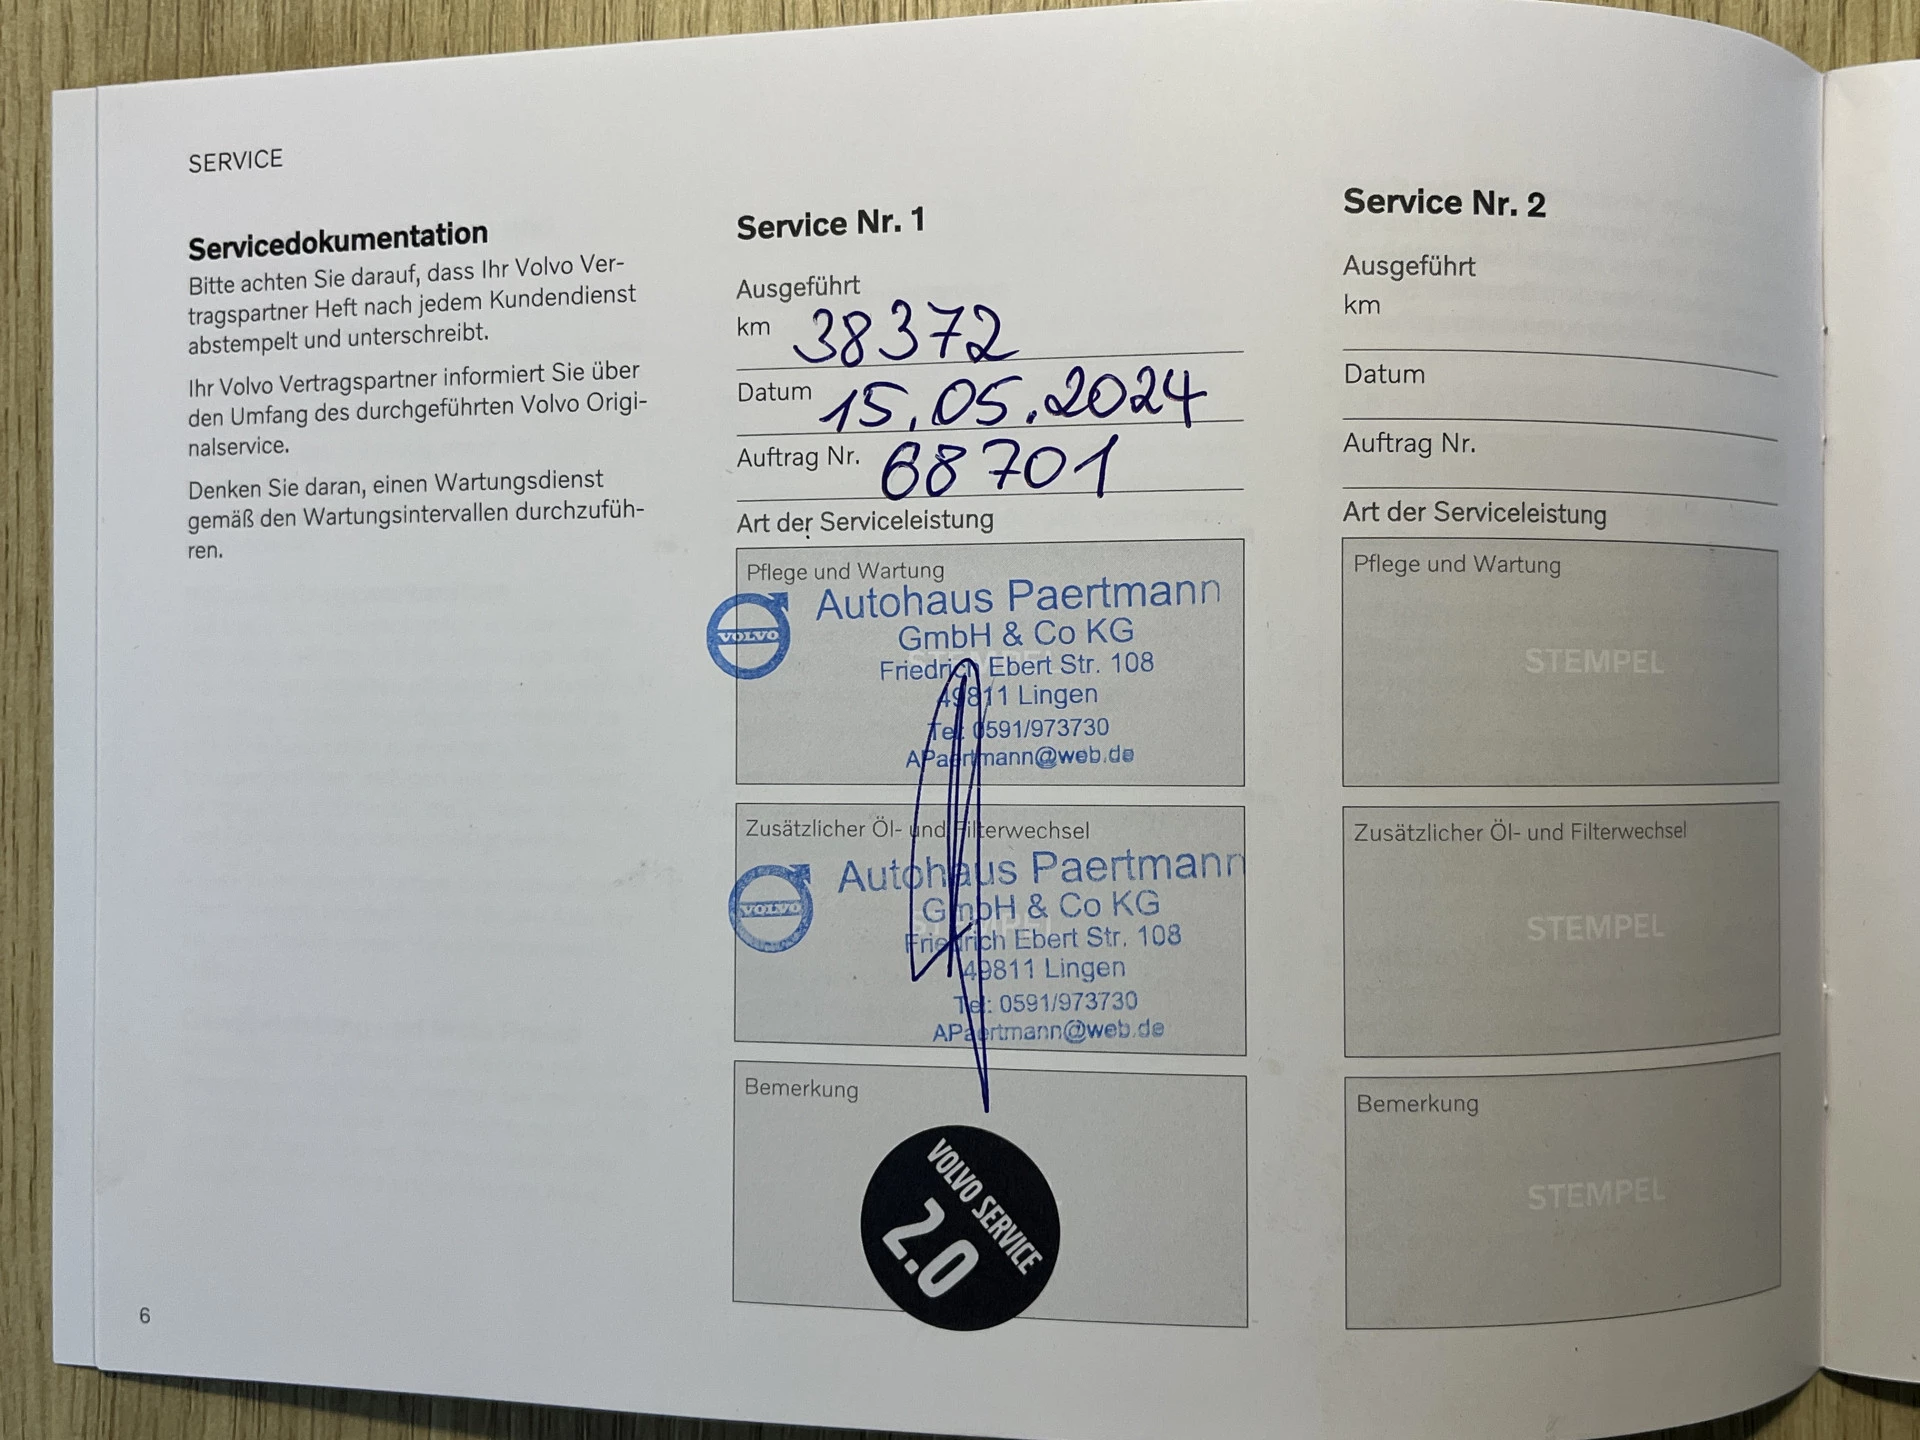 SERVICE
Servicedokumentation
Bitte achten Sie darauf, dass Ihr Volvo Ver-
tragspartner Heft nach jedem Kundendienst
abstempelt und unterschreibt.
Ihr Volvo Vertragspartner informiert Sie über
den Umfang des durchgeführten Volvo Origi-
nalservice.
Denken Sie daran, einen Wartungsdienst
gemäß den Wartungsintervallen durchzufüh-
ren.
6
Service Nr. 1
Ausgeführt
km 38372
Datum 15.05.2024
Auftrag Nr. 68701
Art der Serviceleistung
Pflege und Wartung
STEMPEL
VOLVO
Autohaus Paertmann
GmbH & Co KG
Friedrich Ebert Str. 108
49811 Lingen
Tel: 0591/973730
APaertmann@web.de
Zusätzlicher Öl- und Filterwechsel
STEMPEL
VOLVO
Autohaus Paertmann
GmbH & Co KG
Friedrich Ebert Str. 108
49811 Lingen
Tel: 0591/973730
APaertmann@web.de
Bemerkung
VOLVO SERVICE
2.0
Service Nr. 2
Ausgeführt
km
Datum
Auftrag Nr.
Art der Serviceleistung
Pflege und Wartung
STEMPEL
Zusätzlicher Öl- und Filterwechsel
STEMPEL
Bemerkung
STEMPEL